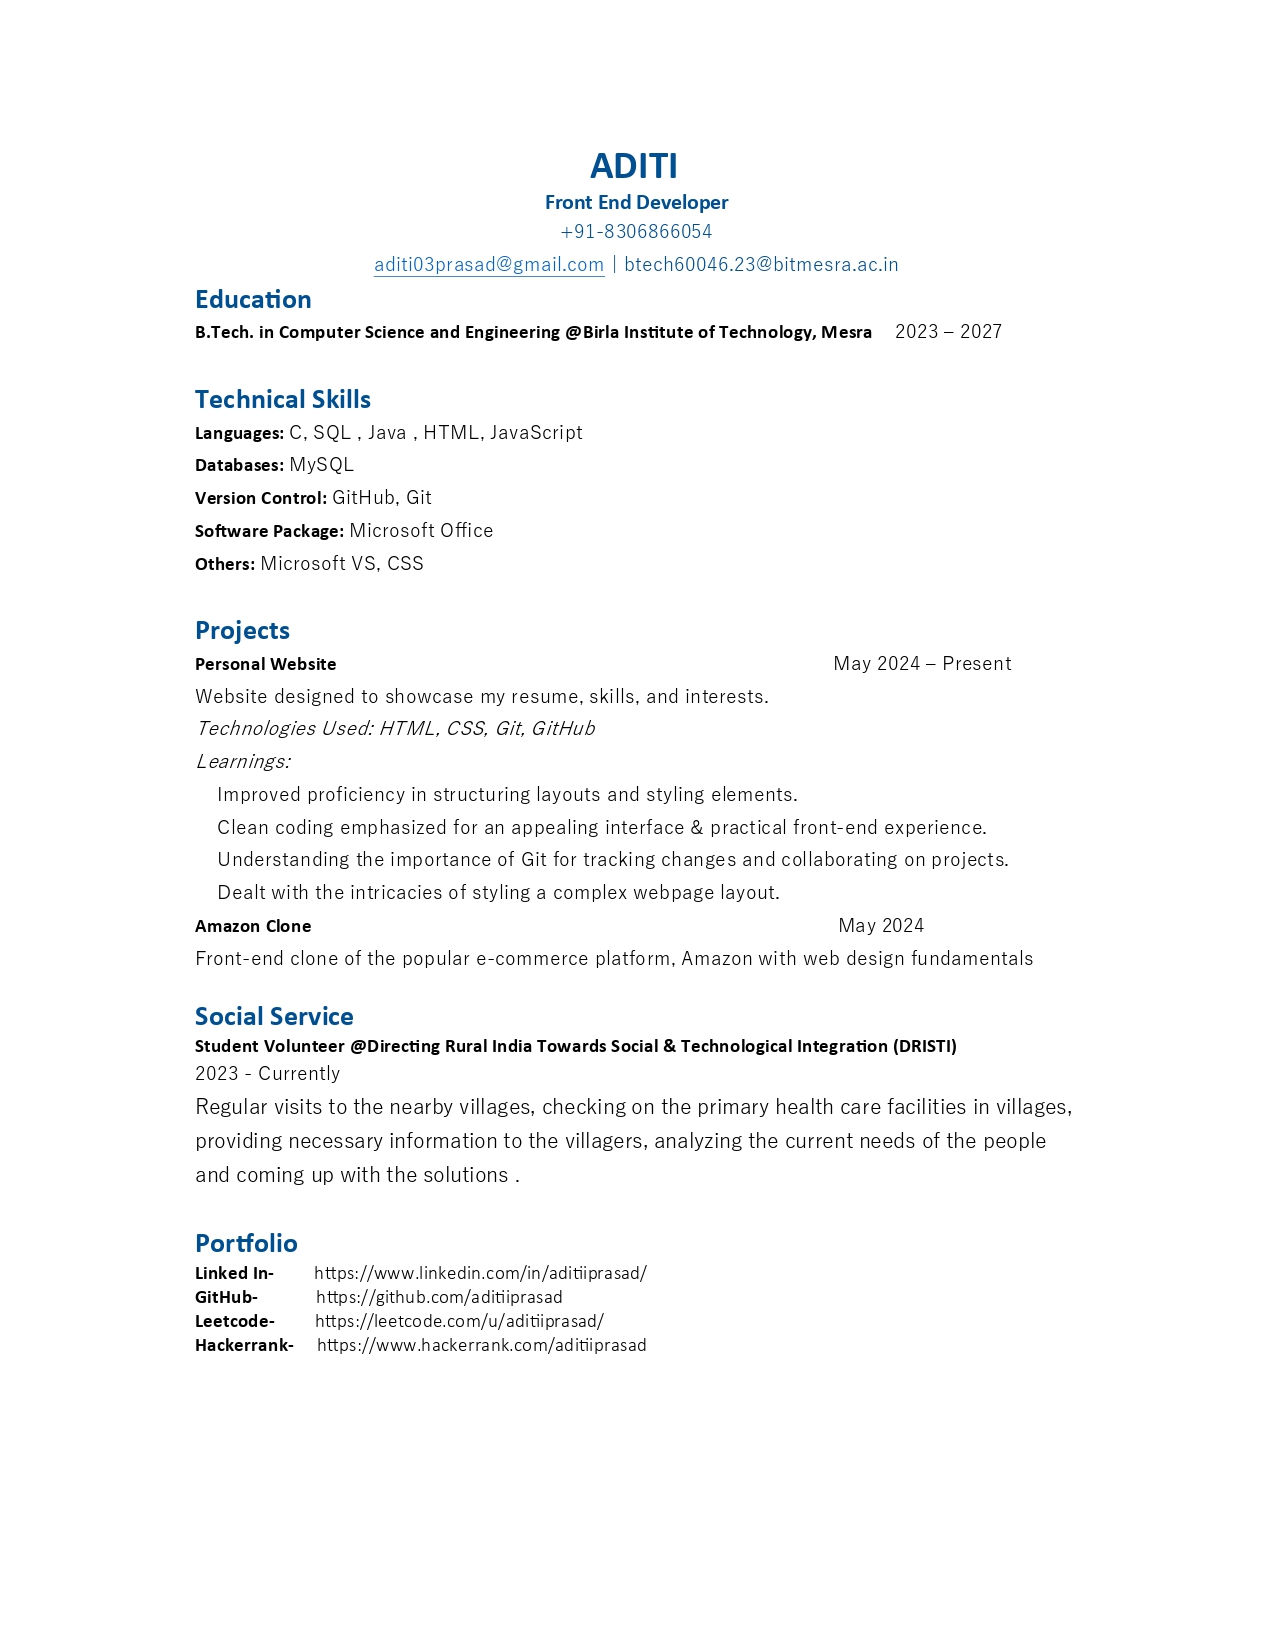 ADITI
Front End Developer
+91-8306866054
aditi03prasad@gmail.com | btech60046.23@bitmesra.ac.in
Education
B.Tech. in Computer Science and Engineering @Birla Institute of Technology, Mesra 2023 – 2027
Technical Skills
Languages: C, SQL , Java , HTML, JavaScript
Databases: MySQL
Version Control: GitHub, Git
Software Package: Microsoft Office
Others: Microsoft VS, CSS
Projects
Personal Website May 2024 – Present
Website designed to showcase my resume, skills, and interests.
Technologies Used: HTML, CSS, Git, GitHub
Learnings:
Improved proficiency in structuring layouts and styling elements.
Clean coding emphasized for an appealing interface & practical front-end experience.
Understanding the importance of Git for tracking changes and collaborating on projects.
Dealt with the intricacies of styling a complex webpage layout.
Amazon Clone May 2024
Front-end clone of the popular e-commerce platform, Amazon with web design fundamentals
Social Service
Student Volunteer @Directing Rural India Towards Social & Technological Integration (DRISTI)
2023 - Currently
Regular visits to the nearby villages, checking on the primary health care facilities in villages,
providing necessary information to the villagers, analyzing the current needs of the people
and coming up with the solutions .
Portfolio
Linked In- https://www.linkedin.com/in/aditiiprasad/
GitHub- https://github.com/aditiiprasad
Leetcode- https://leetcode.com/u/aditiiprasad/
Hackerrank- https://www.hackerrank.com/aditiiprasad